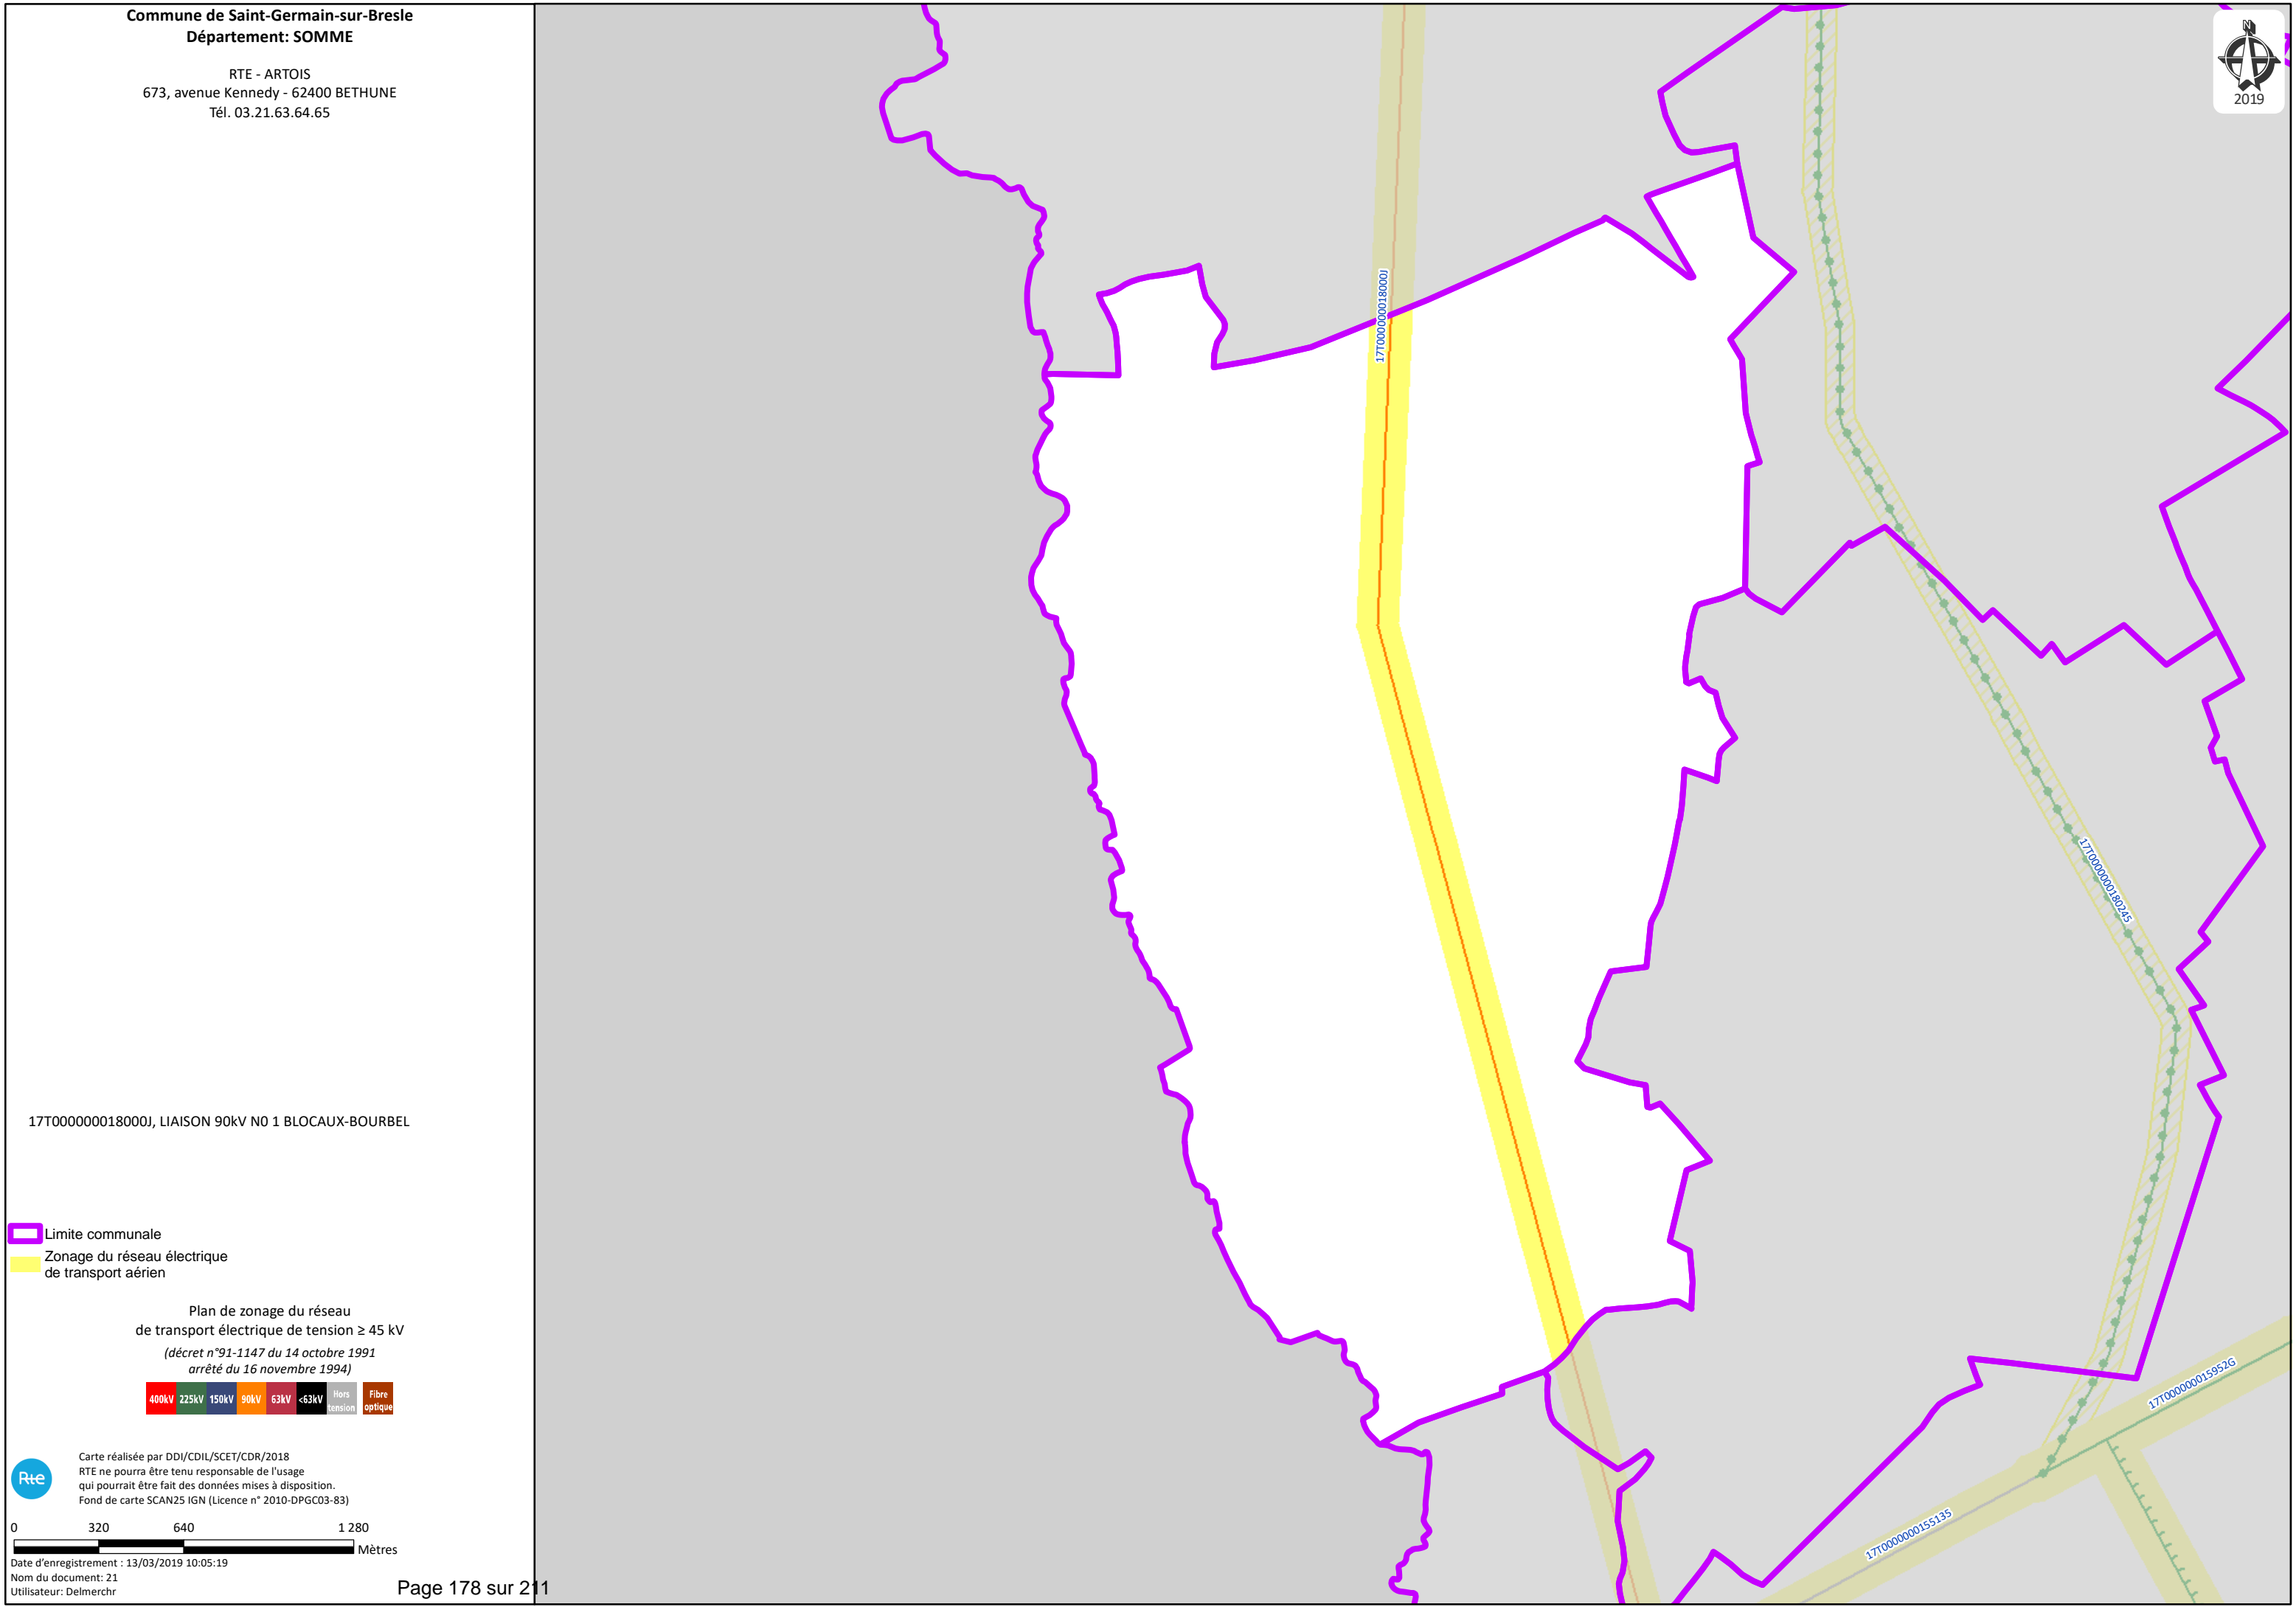 Commune de Saint-Germain-sur-Bresle
Département: SOMME
RTE - ARTOIS
673, avenue Kennedy - 62400 BETHUNE
Tél. 03.21.63.64.65
17T000000018000J, LIAISON 90kV N0 1 BLOCAUX-BOURBEL
Limite communale
Zonage du réseau électrique
de transport aérien
Plan de zonage du réseau
de transport électrique de tension ≥ 45 kV
(décret n°91-1147 du 14 octobre 1991
arrêté du 16 novembre 1994)
400kV 225kV 150kV 90kV 63kV <63kV Hors tension Fibre optique
Rte
Carte réalisée par DDI/CDIL/SCET/CDR/2018
RTE ne pourra être tenu responsable de l'usage
qui pourrait être fait des données mises à disposition.
Fond de carte SCAN25 IGN (Licence n° 2010-DPGC03-83)
0 320 640 1 280
Mètres
Date d'enregistrement : 13/03/2019 10:05:19
Nom du document: 21
Utilisateur: Delmerchr
Page 178 sur 211
N
2019
17T000000018000J
17T0000000180245
17T000000015952G
17T0000000155135